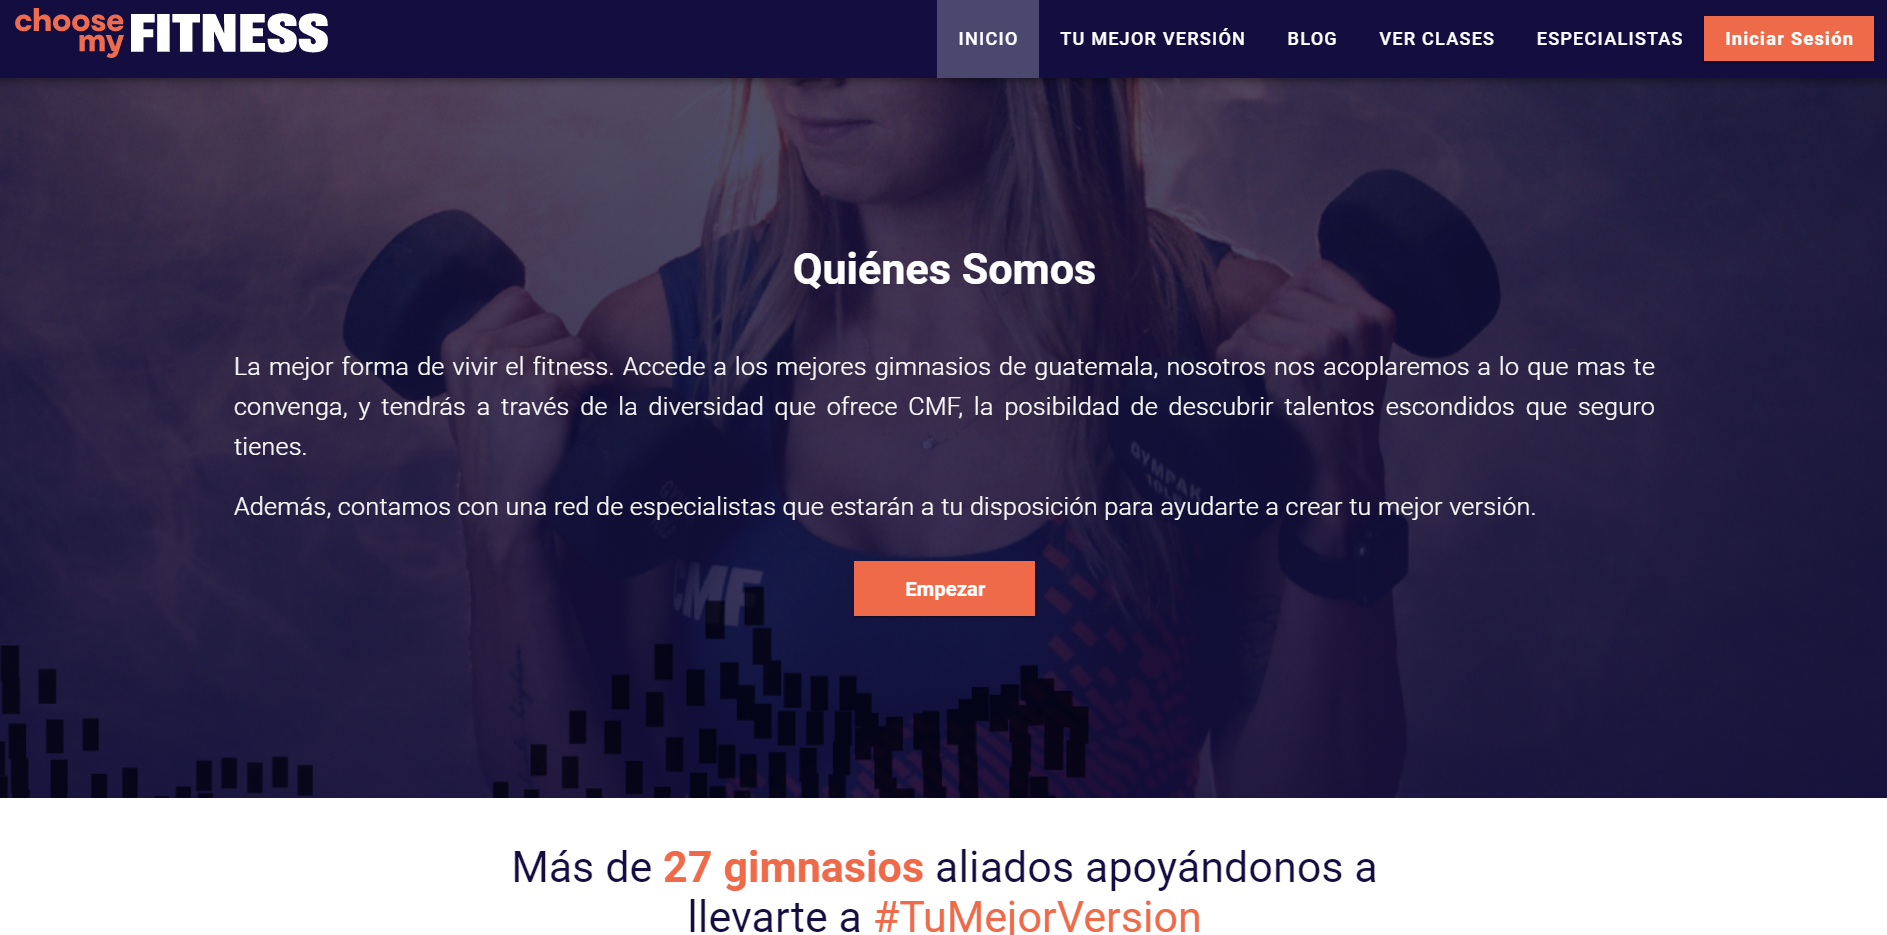 choose
my FITNESS
INICIO TU MEJOR VERSIÓN BLOG VER CLASES ESPECIALISTAS Iniciar Sesión
Quiénes Somos
La mejor forma de vivir el fitness. Accede a los mejores gimnasios de guatemala, nosotros nos acoplaremos a lo que mas te
convenga, y tendrás a través de la diversidad que ofrece CMF, la posibildad de descubrir talentos escondidos que seguro
tienes.
Además, contamos con una red de especialistas que estarán a tu disposición para ayudarte a crear tu mejor versión.
CMF
Empezar
Más de 27 gimnasios aliados apoyándonos a
llevarte a #TuMejorVersion